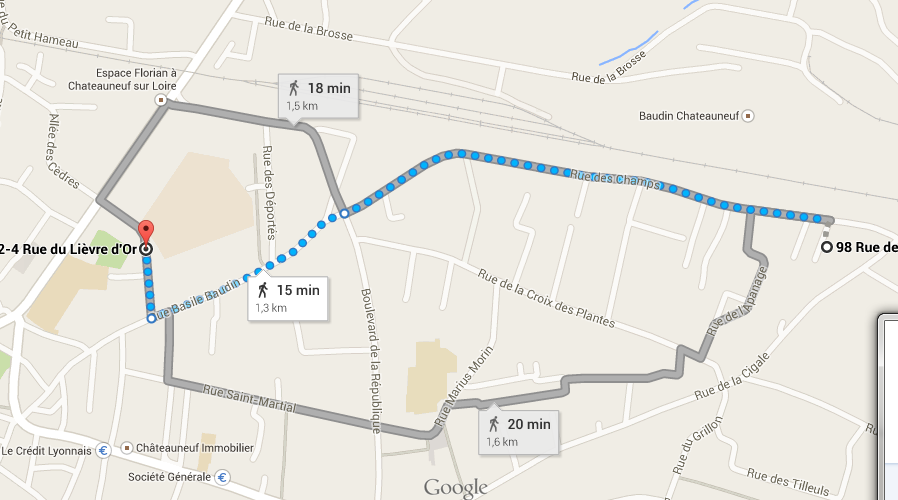 Rue de la Brosse
du Petit Hameau
Espace Florian à
Chateauneuf sur Loire
18 min
1,5 km
Rue de la Brosse
Baudin Chateauneuf
Allée des Cèdres
Rue des Déportés
Rue des Champs
2-4 Rue du Lièvre d'Or
98 Rue de
Rue de la Croix des Plantes
15 min
1,3 km
ue Basile Baudin
Boulevard de la République
Rue de l'Apanage
Rue Marius Morin
Rue de la Cigale
Rue Saint-Martial
20 min
1,6 km
Rue du Grillon
Le Crédit Lyonnais
Châteauneuf Immobilier
Société Générale
Rue des Tilleuls
Google